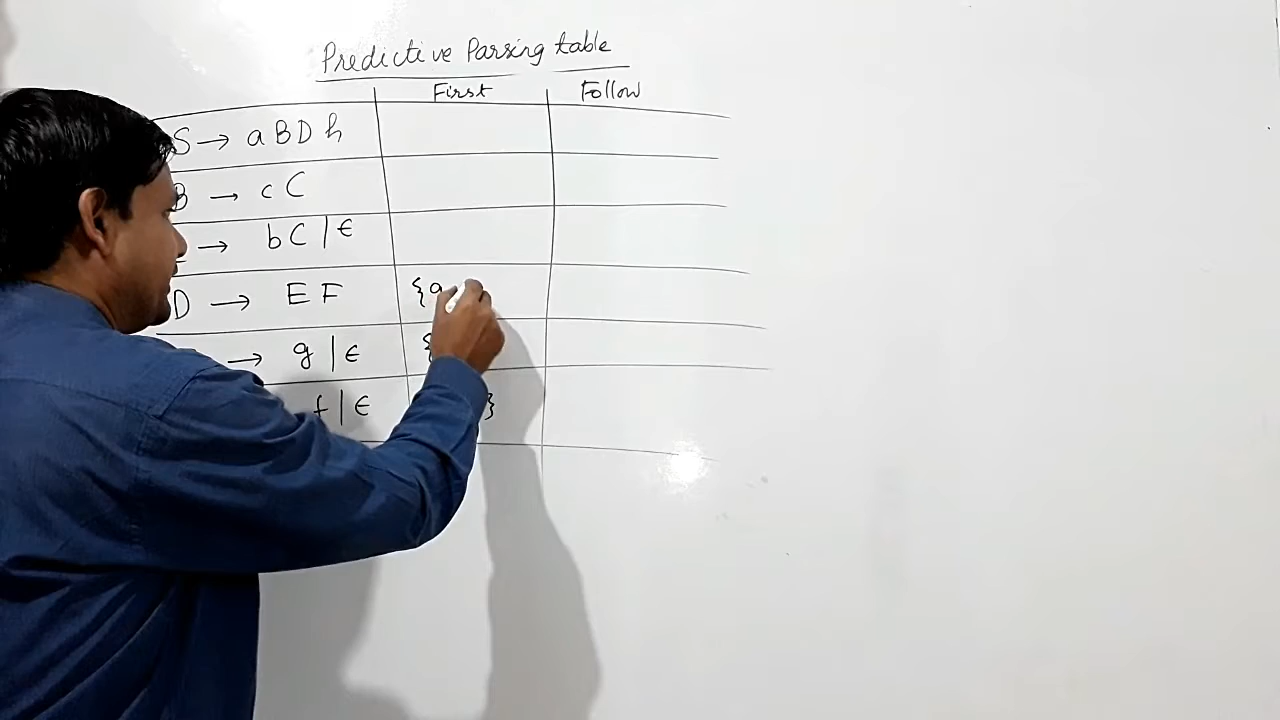 Predictive Parsing table
First Follow
S → aBDh
B → cC
→ bC | ε
D → EF {g
→ g | ε {
f | ε }